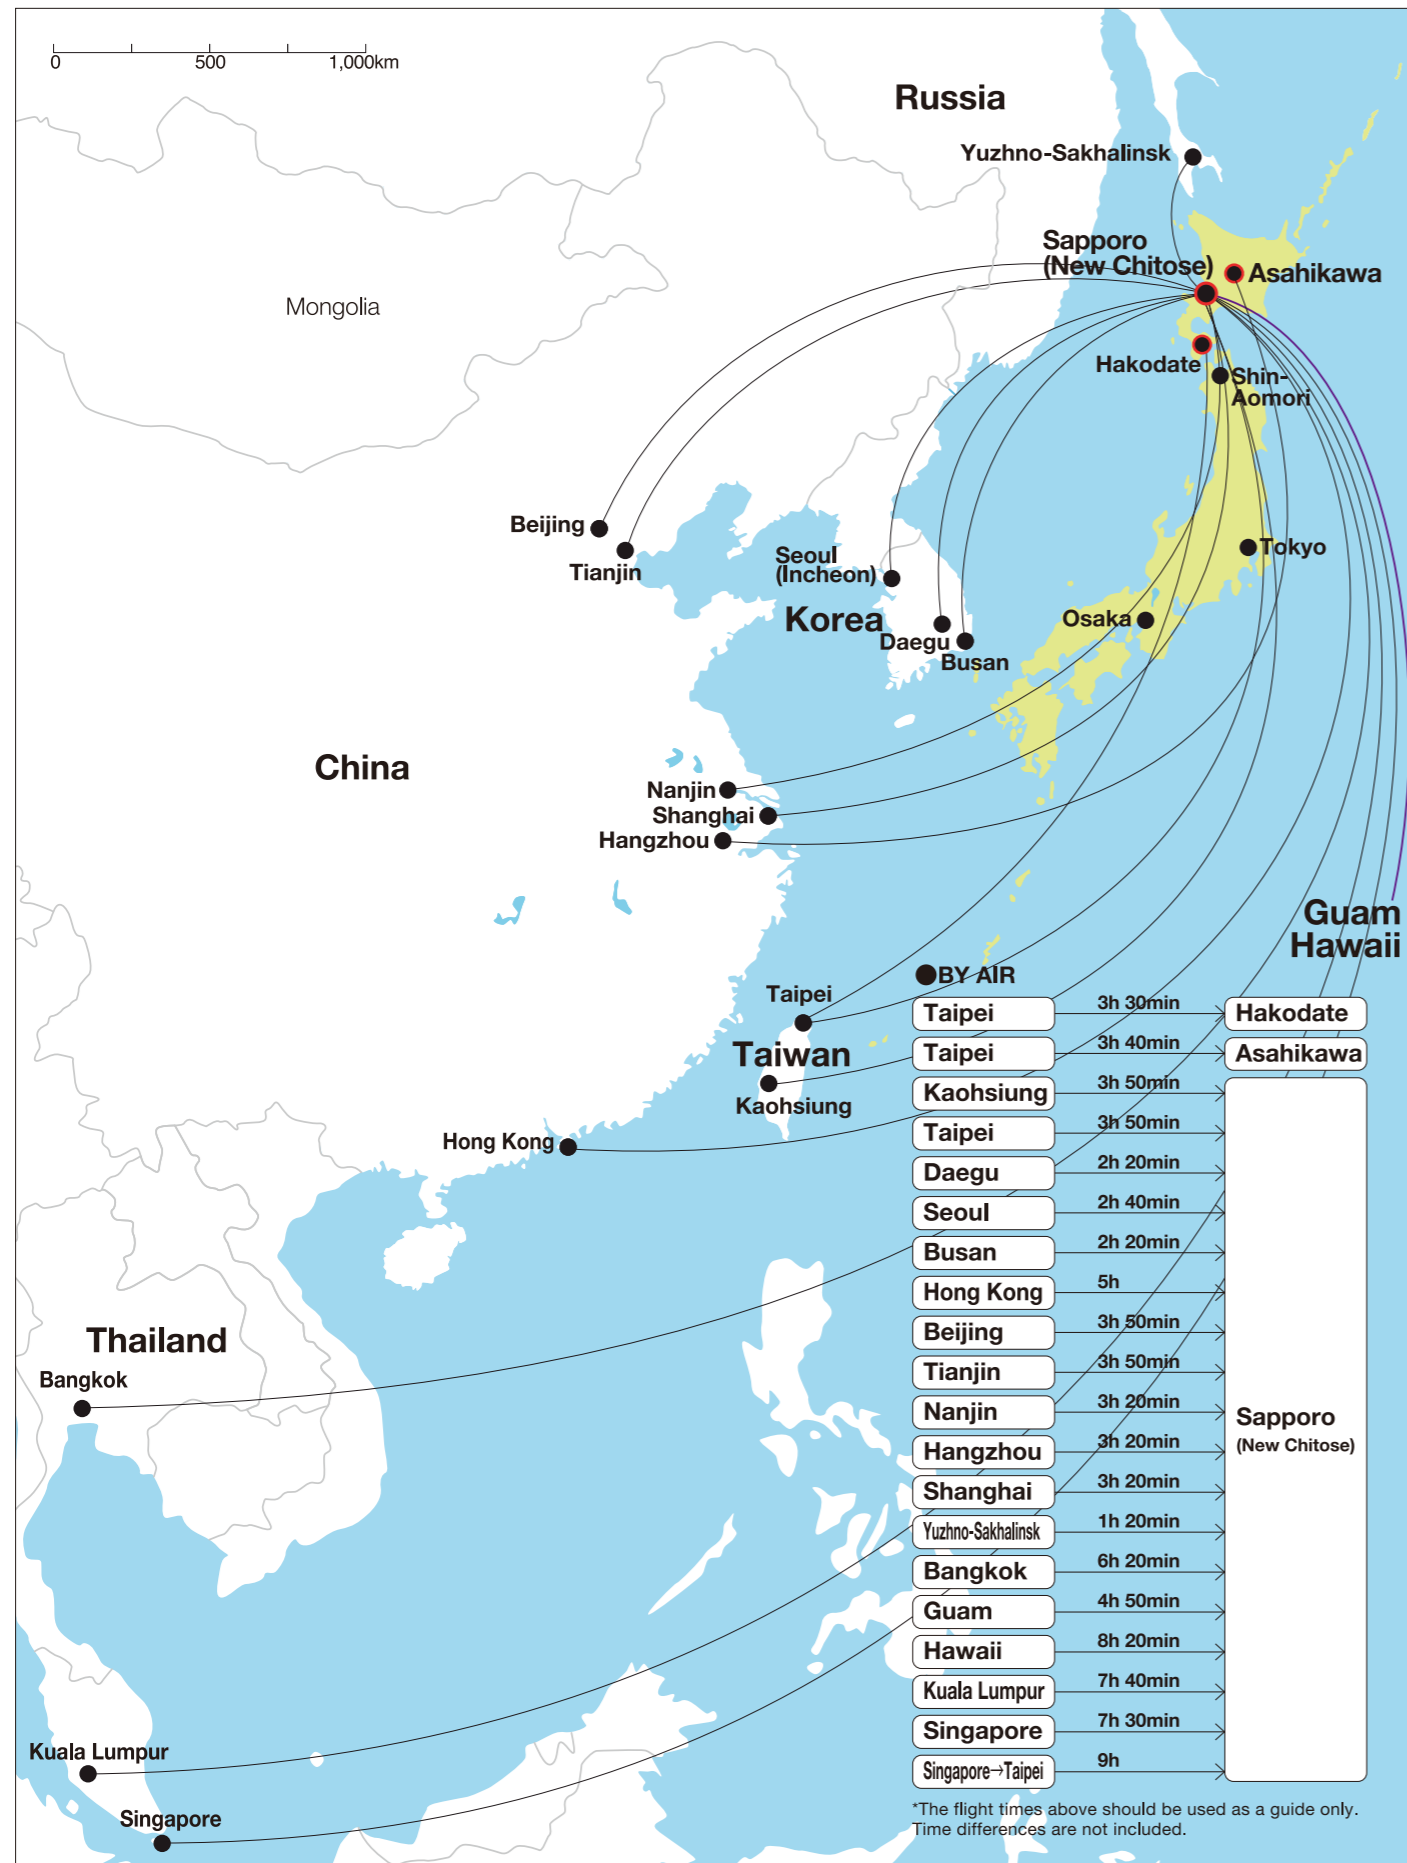 0 500 1,000km
Russia
Yuzhno-Sakhalinsk
Sapporo
(New Chitose)
Asahikawa
Mongolia
Hakodate
Shin-
Aomori
Beijing
Tianjin
Seoul
(Incheon)
Tokyo
Korea
Osaka
Daegu
Busan
China
Nanjin
Shanghai
Hangzhou
Guam
Hawaii
BY AIR
Taipei
Taiwan
Kaohsiung
Hong Kong
Thailand
Bangkok
Kuala Lumpur
Singapore
Taipei 3h 30min Hakodate
Taipei 3h 40min Asahikawa
Kaohsiung 3h 50min
Taipei 3h 50min
Daegu 2h 20min
Seoul 2h 40min
Busan 2h 20min
Hong Kong 5h
Beijing 3h 50min
Tianjin 3h 50min
Nanjin 3h 20min
Sapporo
(New Chitose)
Hangzhou 3h 20min
Shanghai 3h 20min
Yuzhno-Sakhalinsk 1h 20min
Bangkok 6h 20min
Guam 4h 50min
Hawaii 8h 20min
Kuala Lumpur 7h 40min
Singapore 7h 30min
Singapore→Taipei 9h
*The flight times above should be used as a guide only.
Time differences are not included.